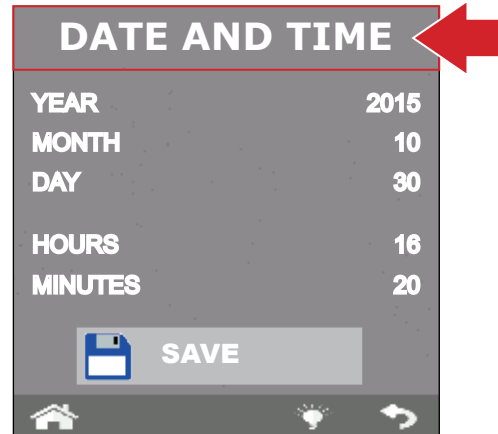 DATE AND TIME
YEAR 2015
MONTH 10
DAY 30
HOURS 16
MINUTES 20
SAVE